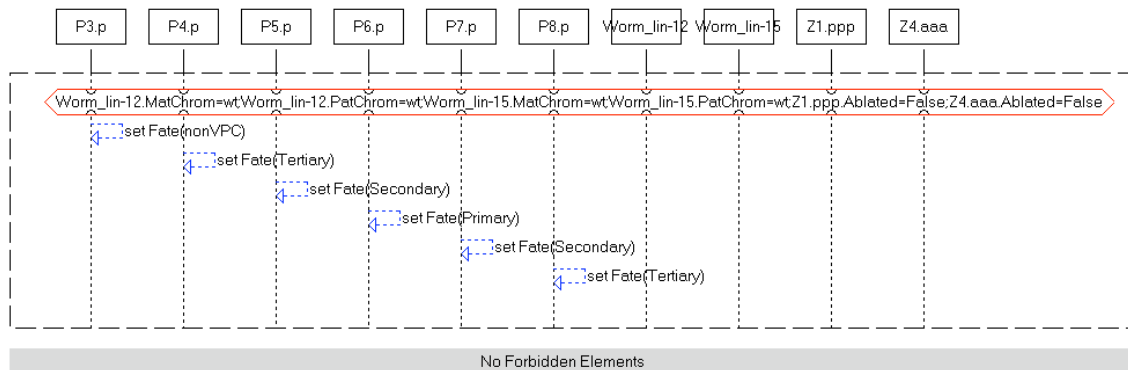 P3.p P4.p P5.p P6.p P7.p P8.p Worm_lin-12 Worm_lin-15 Z1.ppp Z4.aaa
Worm_lin-12.MatChrom=wt;Worm_lin-12.PatChrom=wt;Worm_lin-15.MatChrom=wt;Worm_lin-15.PatChrom=wt;Z1.ppp.Ablated=False;Z4.aaa.Ablated=False
set Fate(nonVPC)
set Fate(Tertiary)
set Fate(Secondary)
set Fate(Primary)
set Fate(Secondary)
set Fate(Tertiary)
No Forbidden Elements